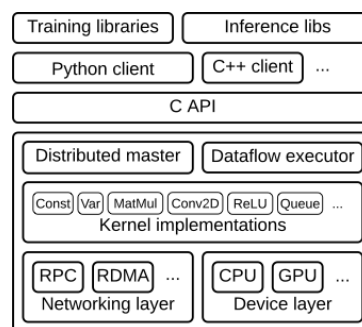 Training libraries Inference libs
Python client C++ client ...
C API
Distributed master Dataflow executor
Const Var MatMul Conv2D ReLU Queue ...
Kernel implementations
RPC RDMA ... CPU GPU ...
Networking layer Device layer